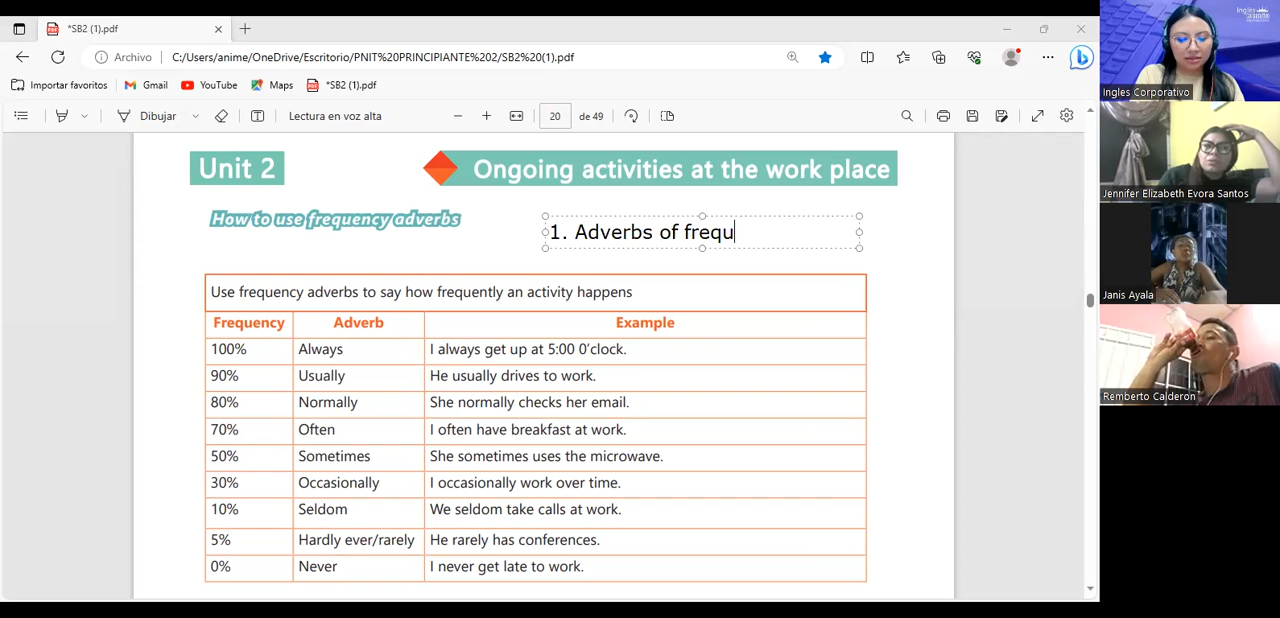 *SB2 (1).pdf
Archivo
C:/Users/anime/OneDrive/Escritorio/PNIT%20PRINCIPIANTE%202/SB2%20(1).pdf
Importar favoritos
Gmail
YouTube
Maps
*SB2 (1).pdf
Dibujar
Lectura en voz alta
20
de 49
Unit 2
Ongoing activities at the work place
How to use frequency adverbs
1. Adverbs of frequ
Use frequency adverbs to say how frequently an activity happens
Frequency Adverb Example
100% Always I always get up at 5:00 0'clock.
90% Usually He usually drives to work.
80% Normally She normally checks her email.
70% Often I often have breakfast at work.
50% Sometimes She sometimes uses the microwave.
30% Occasionally I occasionally work over time.
10% Seldom We seldom take calls at work.
5% Hardly ever/rarely He rarely has conferences.
0% Never I never get late to work.
Ingles Corporativo
Jennifer Elizabeth Evora Santos
Janis Ayala
Remberto Calderon